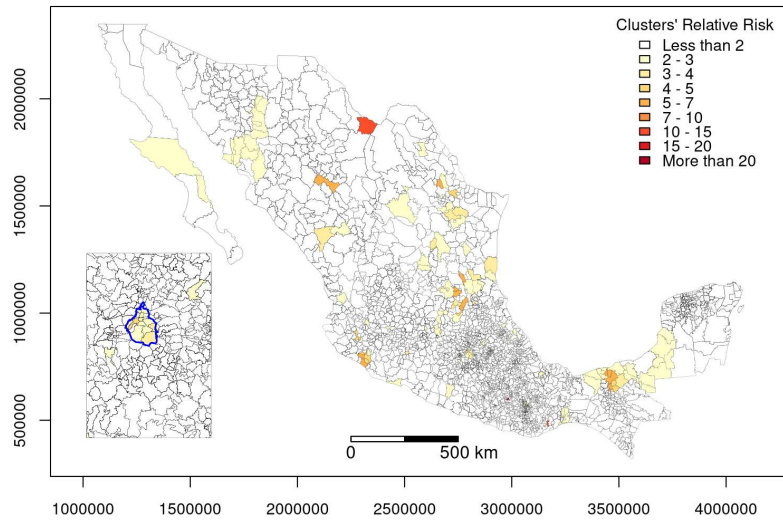 Clusters' Relative Risk
Less than 2
2 - 3
3 - 4
4 - 5
5 - 7
7 - 10
10 - 15
15 - 20
More than 20
2000000
1500000
1000000
500000
0 500 km
1000000 1500000 2000000 2500000 3000000 3500000 4000000